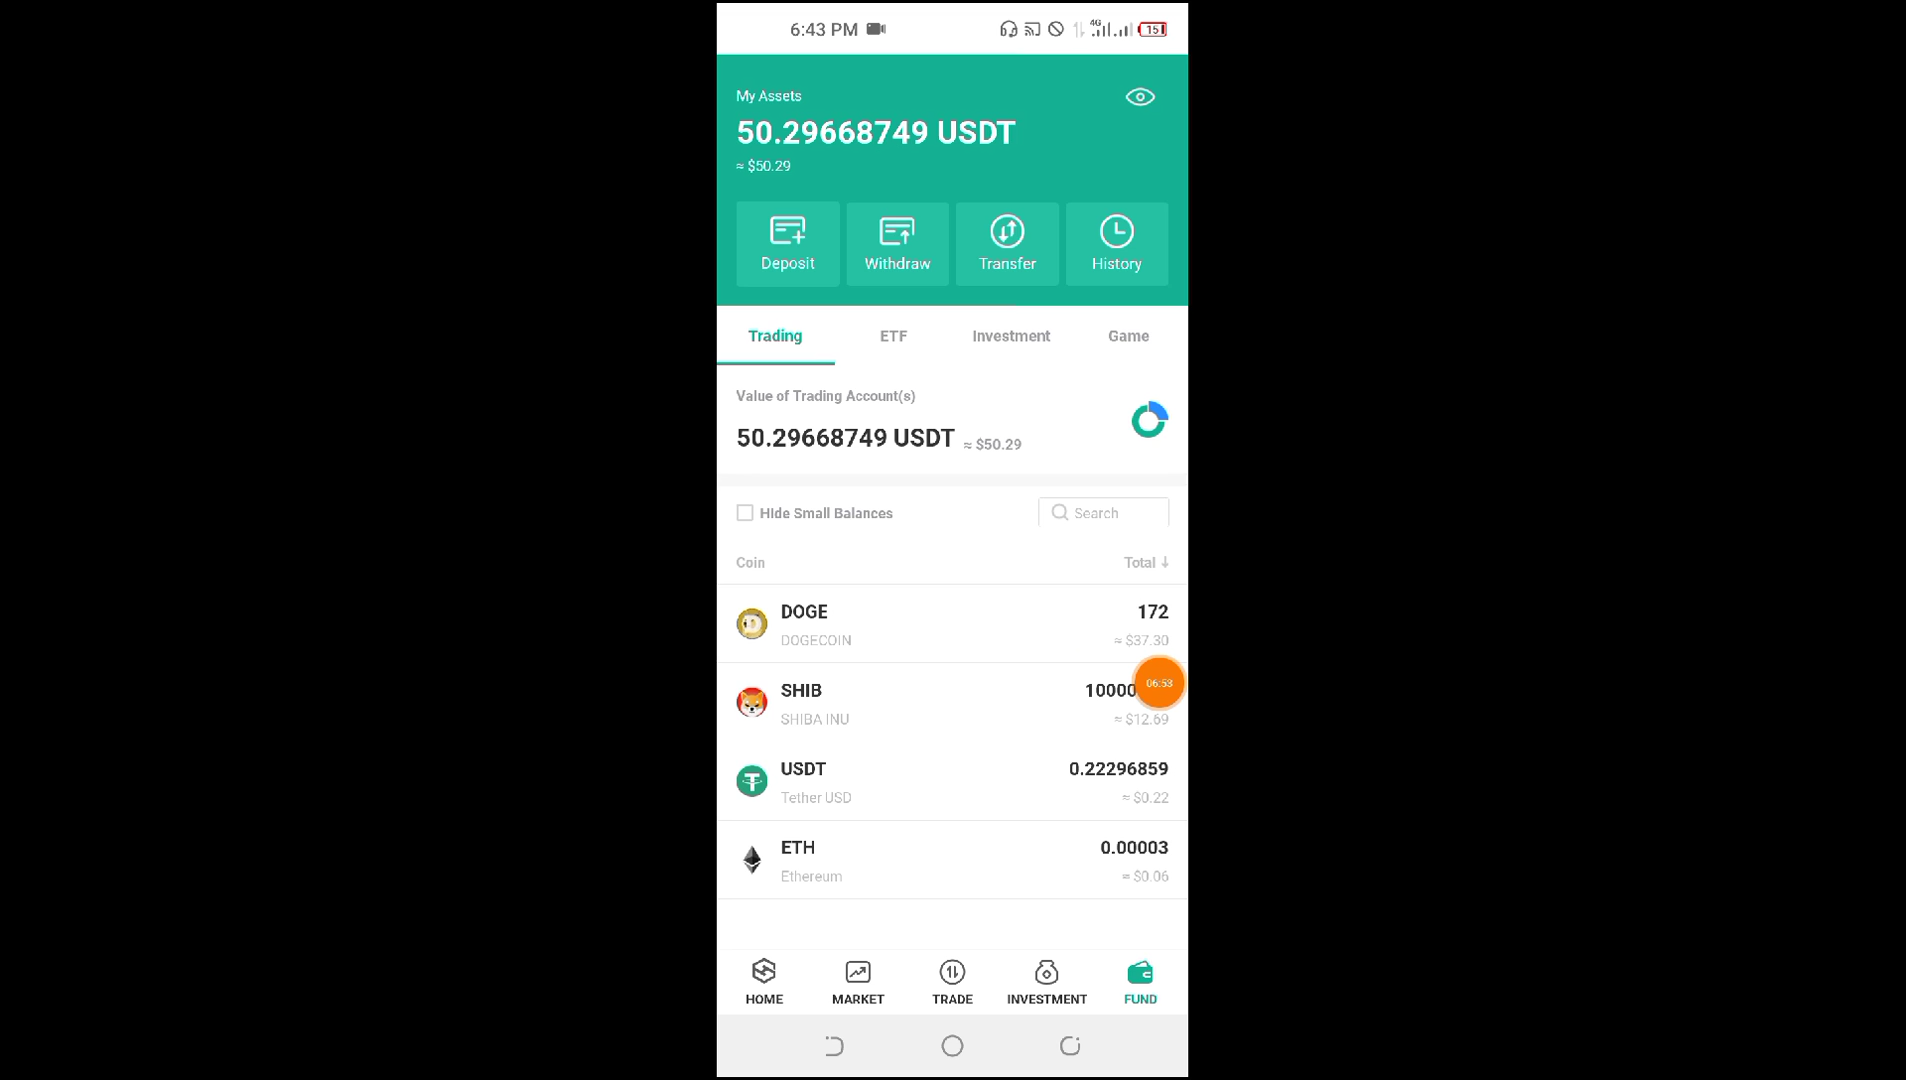 6:43 PM
4G
15
My Assets
50.29668749 USDT
≈ $50.29
Deposit
Withdraw
Transfer
History
Trading
ETF
Investment
Game
Value of Trading Account(s)
50.29668749 USDT ≈ $50.29
HIde Small Balances
Search
Coin
Total ↓
DOGE
172
DOGECOIN
≈ $37.30
SHIB
06:53
SHIBA INU
≈ $12.69
USDT
0.22296859
Tether USD
≈ $0.22
ETH
0.00003
Ethereum
≈ $0.06
HOME
MARKET
TRADE
INVESTMENT
FUND